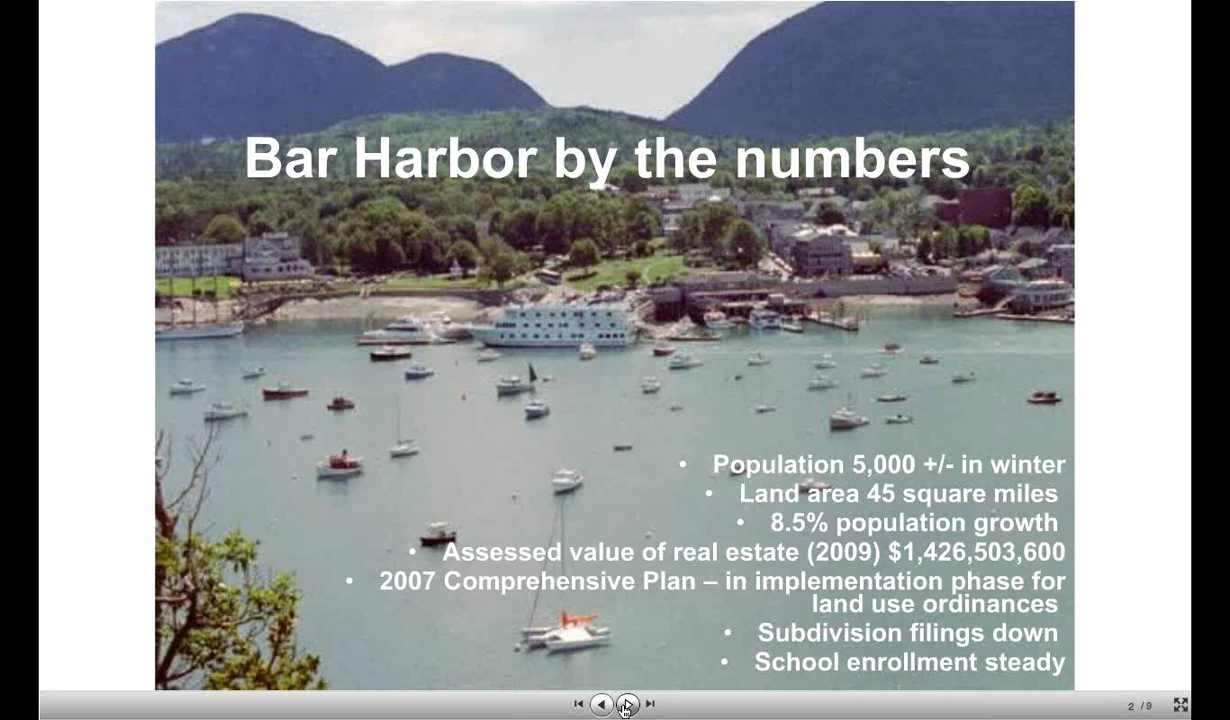 Bar Harbor by the numbers
• Population 5,000 +/- in winter
• Land area 45 square miles
• 8.5% population growth
• Assessed value of real estate (2009) $1,426,503,600
• 2007 Comprehensive Plan – in implementation phase for
land use ordinances
• Subdivision filings down
• School enrollment steady
2 / 9